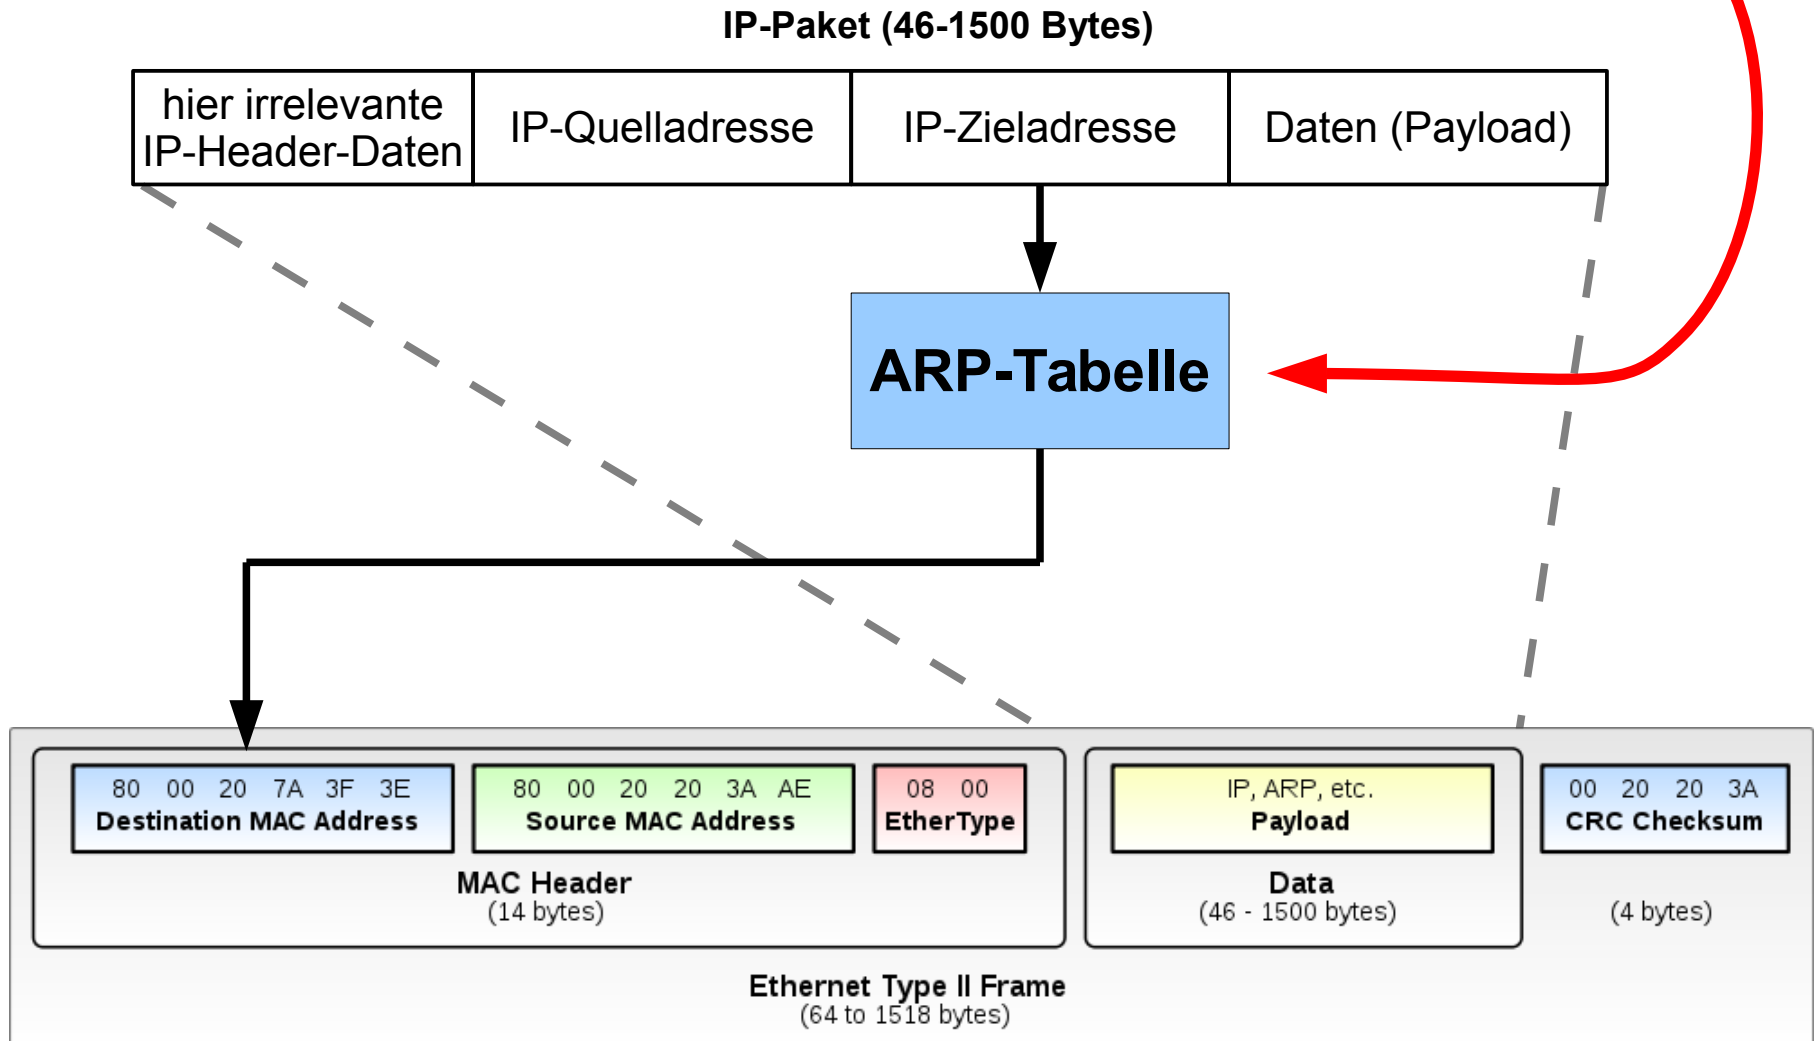 IP-Paket (46-1500 Bytes)
hier irrelevante
IP-Header-Daten
IP-Quelladresse
IP-Zieladresse
Daten (Payload)
ARP-Tabelle
80 00 20 7A 3F 3E
Destination MAC Address
80 00 20 20 3A AE
Source MAC Address
08 00
EtherType
MAC Header
(14 bytes)
IP, ARP, etc.
Payload
Data
(46 - 1500 bytes)
00 20 20 3A
CRC Checksum
(4 bytes)
Ethernet Type II Frame
(64 to 1518 bytes)